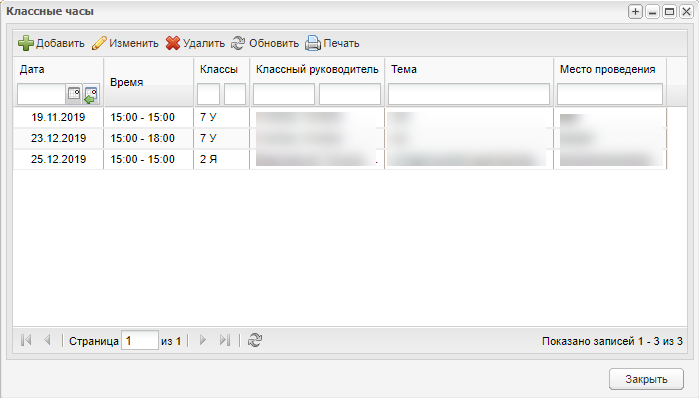 Классные часы
Добавить Изменить Удалить Обновить Печать
Дата Время Классы Классный руководитель Тема Место проведения
19.11.2019 15:00 - 15:00 7 У
23.12.2019 15:00 - 18:00 7 У
25.12.2019 15:00 - 15:00 2 Я
Страница 1 из 1 Показано записей 1 - 3 из 3
Закрыть